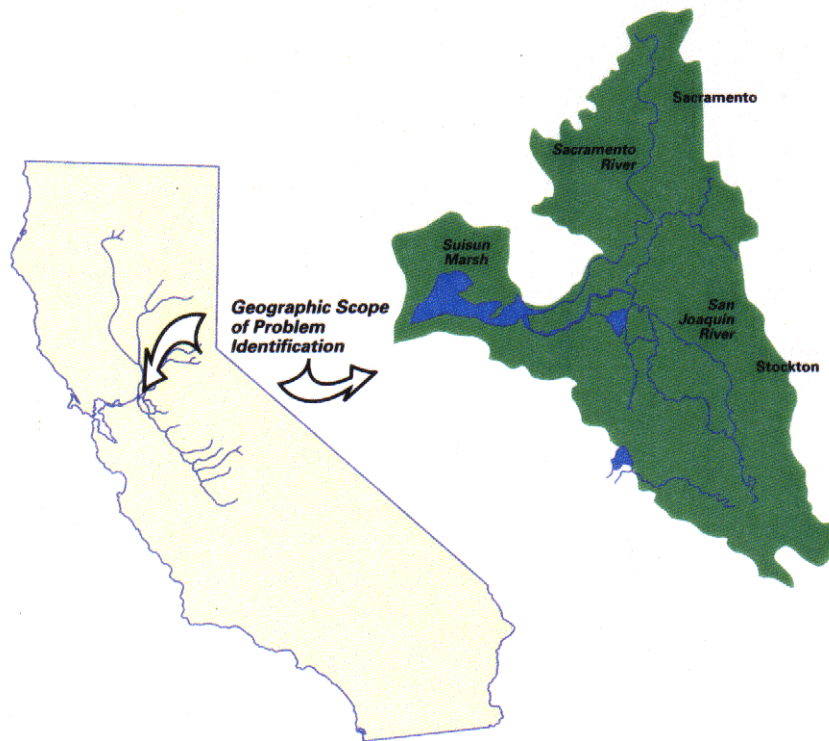 Sacramento
Sacramento
River
Suisun
Marsh
Geographic Scope
of Problem
Identification
San
Joaquin
River
Stockton